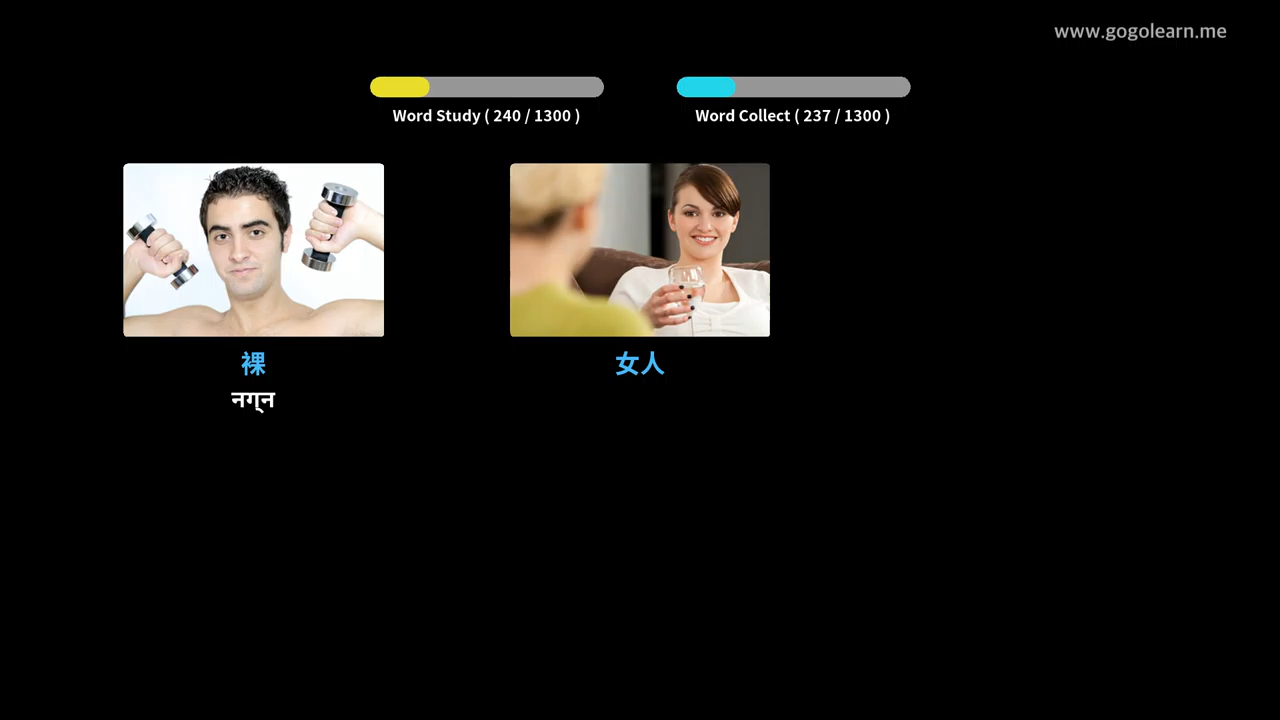 www.gogolearn.me
Word Study ( 240 / 1300 )
Word Collect ( 237 / 1300 )
裸
नग्‌न
女人